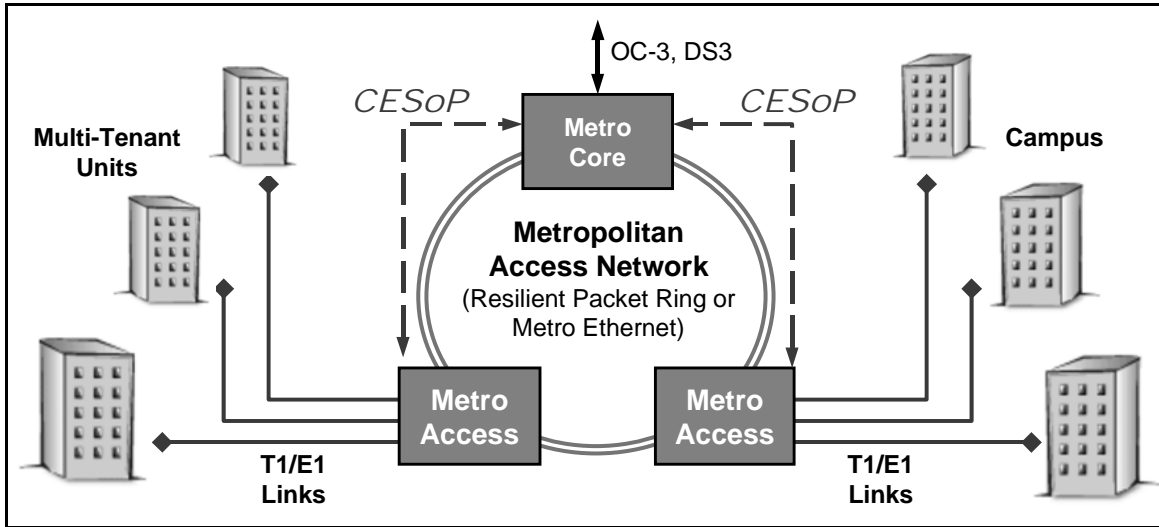 OC-3, DS3
CESoP
CESoP
Metro
Core
Multi-Tenant
Units
Campus
Metropolitan
Access Network
(Resilient Packet Ring or
Metro Ethernet)
Metro
Access
Metro
Access
T1/E1
Links
T1/E1
Links